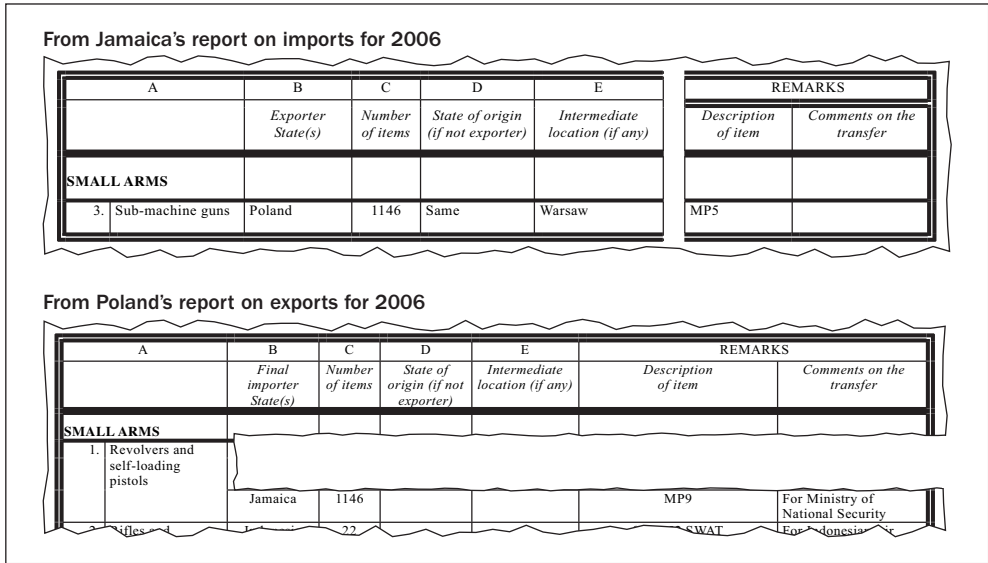 From Jamaica's report on imports for 2006
A B C D E REMARKS
Exporter Number State of origin Intermediate Description Comments on the
State(s) of items (if not exporter) location (if any) of item transfer
SMALL ARMS
3. Sub-machine guns Poland 1146 Same Warsaw MP5
From Poland's report on exports for 2006
A B C D E REMARKS
Final Number State of Intermediate Description Comments on the
importer of items origin (if not location (if any) of item transfer
State(s) exporter)
SMALL ARMS
1. Revolvers and
self-loading
pistols
Jamaica 1146 MP9 For Ministry of
National Security
22 SWAT